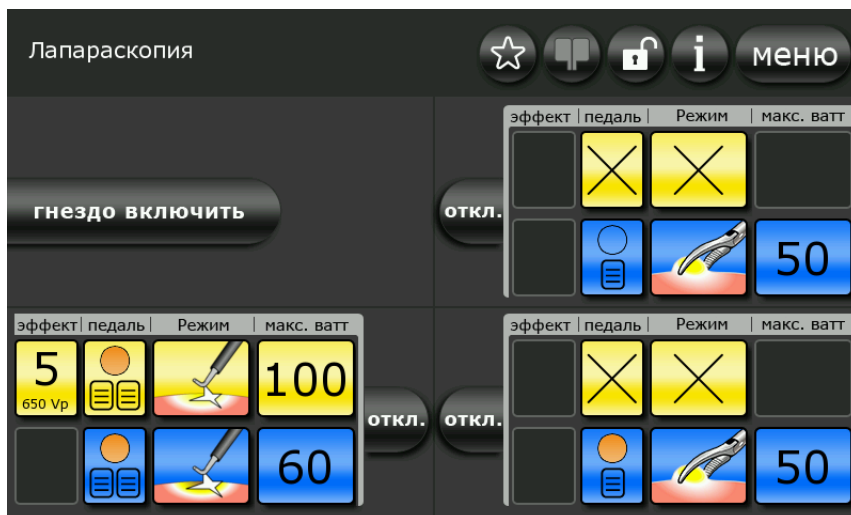 Лапараскопия
i
меню
гнездо включить
откл.
эффект педаль Режим макс. ватт
50
эффект педаль Режим макс. ватт
5
650 Vp
100
60
откл.
откл.
эффект педаль Режим макс. ватт
50